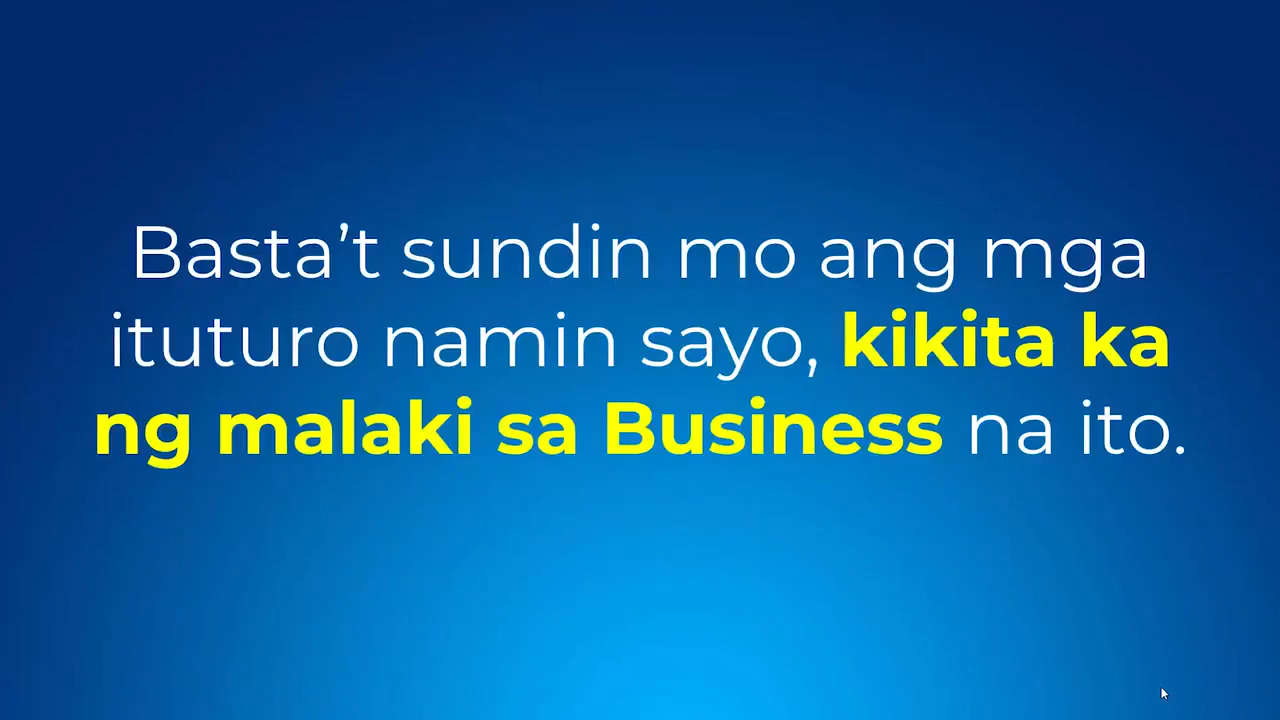 Basta’t sundin mo ang mga
ituturo namin sayo, kikita ka
ng malaki sa Business na ito.